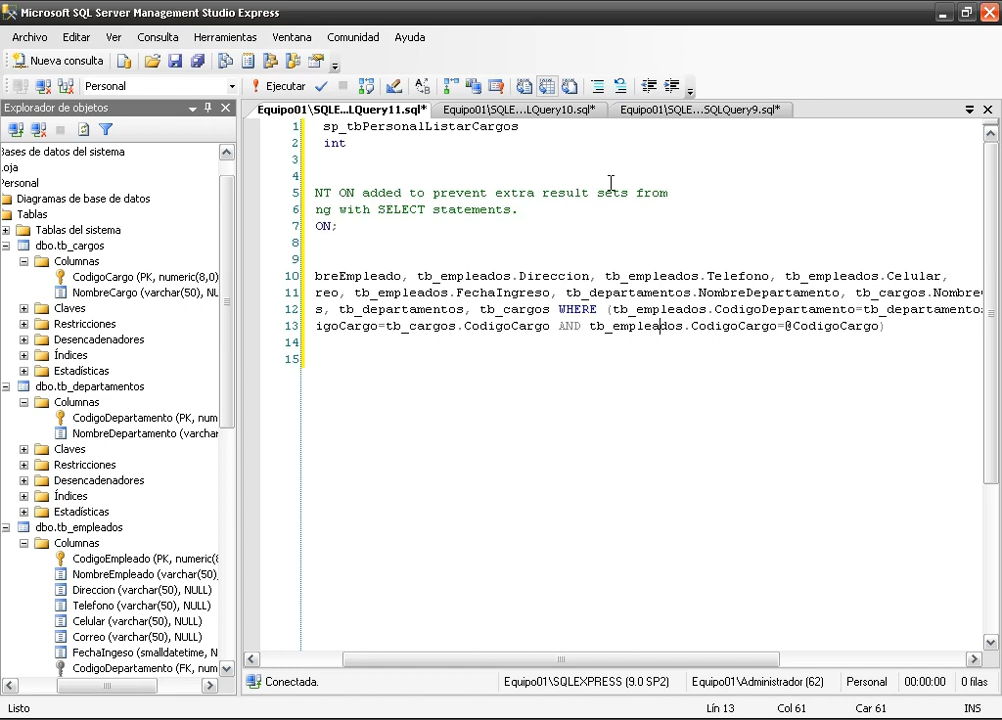 Microsoft SQL Server Management Studio Express
Archivo Editar Ver Consulta Herramientas Ventana Comunidad Ayuda
Nueva consulta
Personal Ejecutar
Explorador de objetos
Equipo01\SQLE...LQuery11.sql* Equipo01\SQLE...LQuery10.sql* Equipo01\SQLE...SQLQuery9.sql*
Bases de datos del sistema
oja
Personal
Diagramas de base de datos
Tablas
Tablas del sistema
dbo.tb_cargos
Columnas
CodigoCargo (PK, numeric(8,0)
NombreCargo (varchar(50), NU
Claves
Restricciones
Desencadenadores
Índices
Estadísticas
dbo.tb_departamentos
Columnas
CodigoDepartamento (PK, num
NombreDepartamento (varchar
Claves
Restricciones
Desencadenadores
Índices
Estadísticas
dbo.tb_empleados
Columnas
CodigoEmpleado (PK, numeric(8
NombreEmpleado (varchar(50)
Direccion (varchar(50), NULL)
Telefono (varchar(50), NULL)
Celular (varchar(50), NULL)
Correo (varchar(50), NULL)
FechaIngeso (smalldatetime, N
CodigoDepartamento (FK, num
1 sp_tbPersonalListarCargos
2 int
3
4
5 NT ON added to prevent extra result sets from
6 ng with SELECT statements.
7 ON;
8
9
10 breEmpleado, tb_empleados.Direccion, tb_empleados.Telefono, tb_empleados.Celular,
11 reo, tb_empleados.FechaIngreso, tb_departamentos.NombreDepartamento, tb_cargos.Nombre
12 s, tb_departamentos, tb_cargos WHERE (tb_empleados.CodigoDepartamento=tb_departamentos
13 igoCargo=tb_cargos.CodigoCargo AND tb_empleados.CodigoCargo=@CodigoCargo)
14
15
Conectada. Equipo01\SQLEXPRESS (9.0 SP2) Equipo01\Administrador (62) Personal 00:00:00 0 filas
Listo Lín 13 Col 61 Car 61 INS